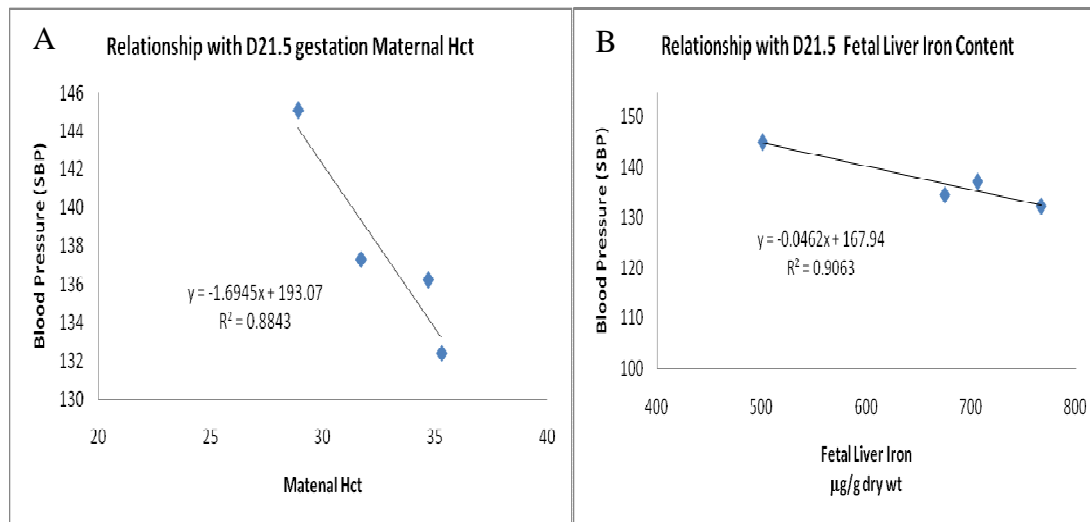 A
Relationship with D21.5 gestation Maternal Hct
146
144
142
140
138
136
134
132
130
Blood Pressure (SBP)
y = -1.6945x + 193.07
R² = 0.8843
20 25 30 35 40
Matenal Hct
B
Relationship with D21.5 Fetal Liver Iron Content
150
140
130
120
110
100
Blood Pressure (SBP)
y = -0.0462x + 167.94
R² = 0.9063
400 500 600 700 800
Fetal Liver Iron
µg/g dry wt